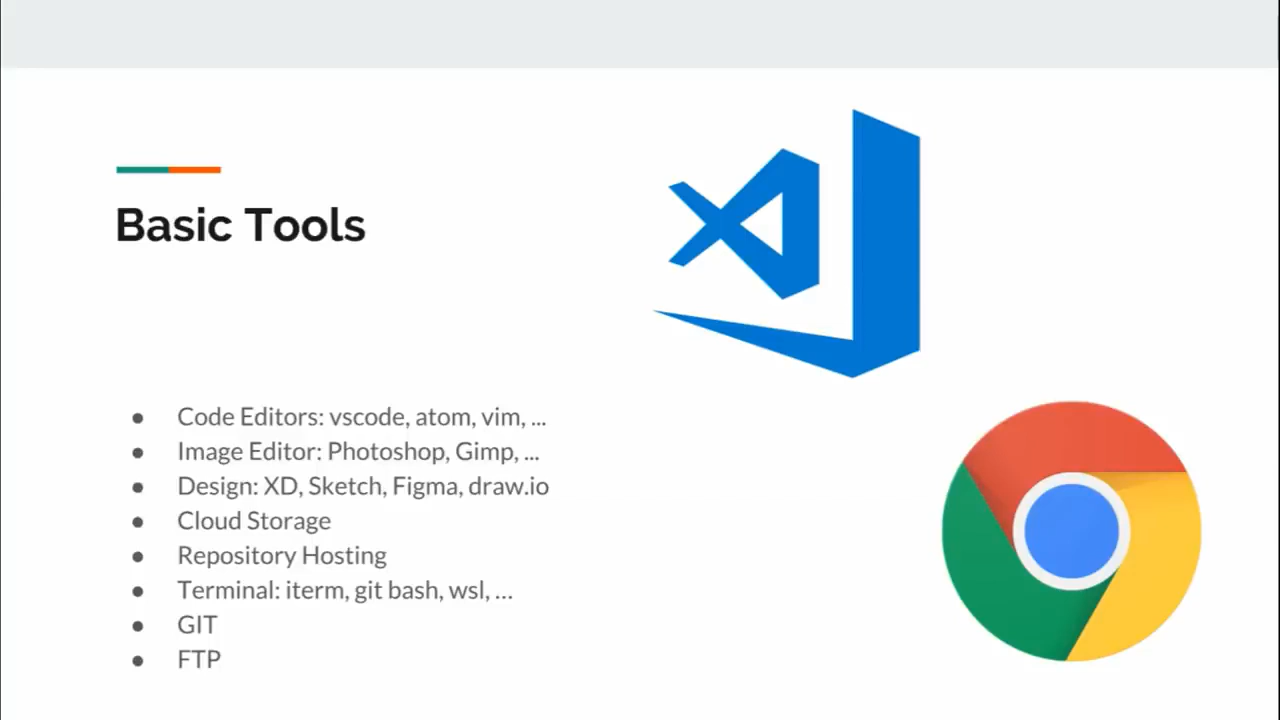 Basic Tools
● Code Editors: vscode, atom, vim, ...
● Image Editor: Photoshop, Gimp, ...
● Design: XD, Sketch, Figma, draw.io
● Cloud Storage
● Repository Hosting
● Terminal: iterm, git bash, wsl, …
● GIT
● FTP